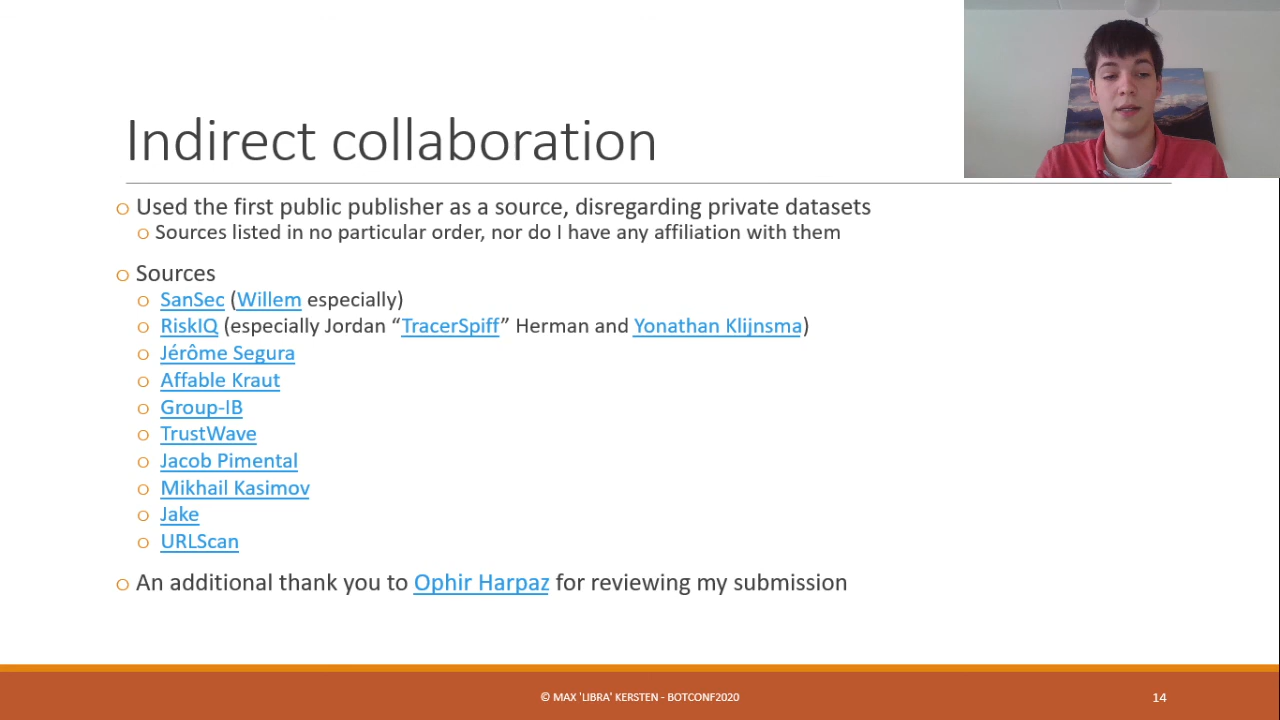 Indirect collaboration
Used the first public publisher as a source, disregarding private datasets
Sources listed in no particular order, nor do I have any affiliation with them
Sources
SanSec (Willem especially)
RiskIQ (especially Jordan “TracerSpiff” Herman and Yonathan Klijnsma)
Jérôme Segura
Affable Kraut
Group-IB
TrustWave
Jacob Pimental
Mikhail Kasimov
Jake
URLScan
An additional thank you to Ophir Harpaz for reviewing my submission
© MAX 'LIBRA' KERSTEN - BOTCONF2020
14